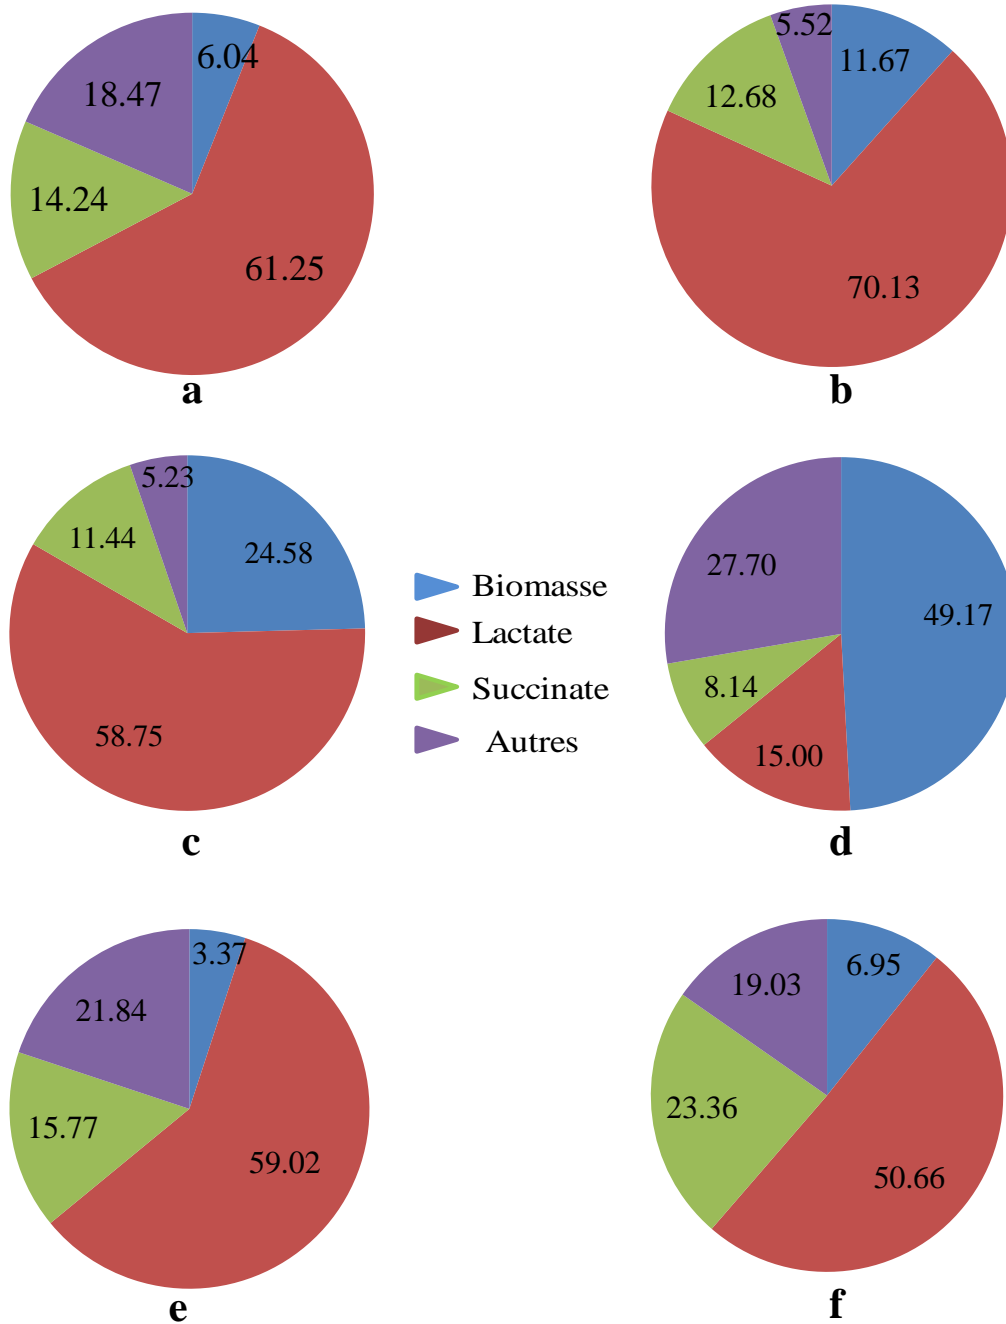 6.04
18.47
14.24
61.25
a
5.52
11.67
12.68
70.13
b
5.23
11.44
24.58
58.75
c
Biomasse
Lactate
Succinate
Autres
27.70
49.17
8.14
15.00
d
3.37
21.84
15.77
59.02
e
6.95
19.03
23.36
50.66
f